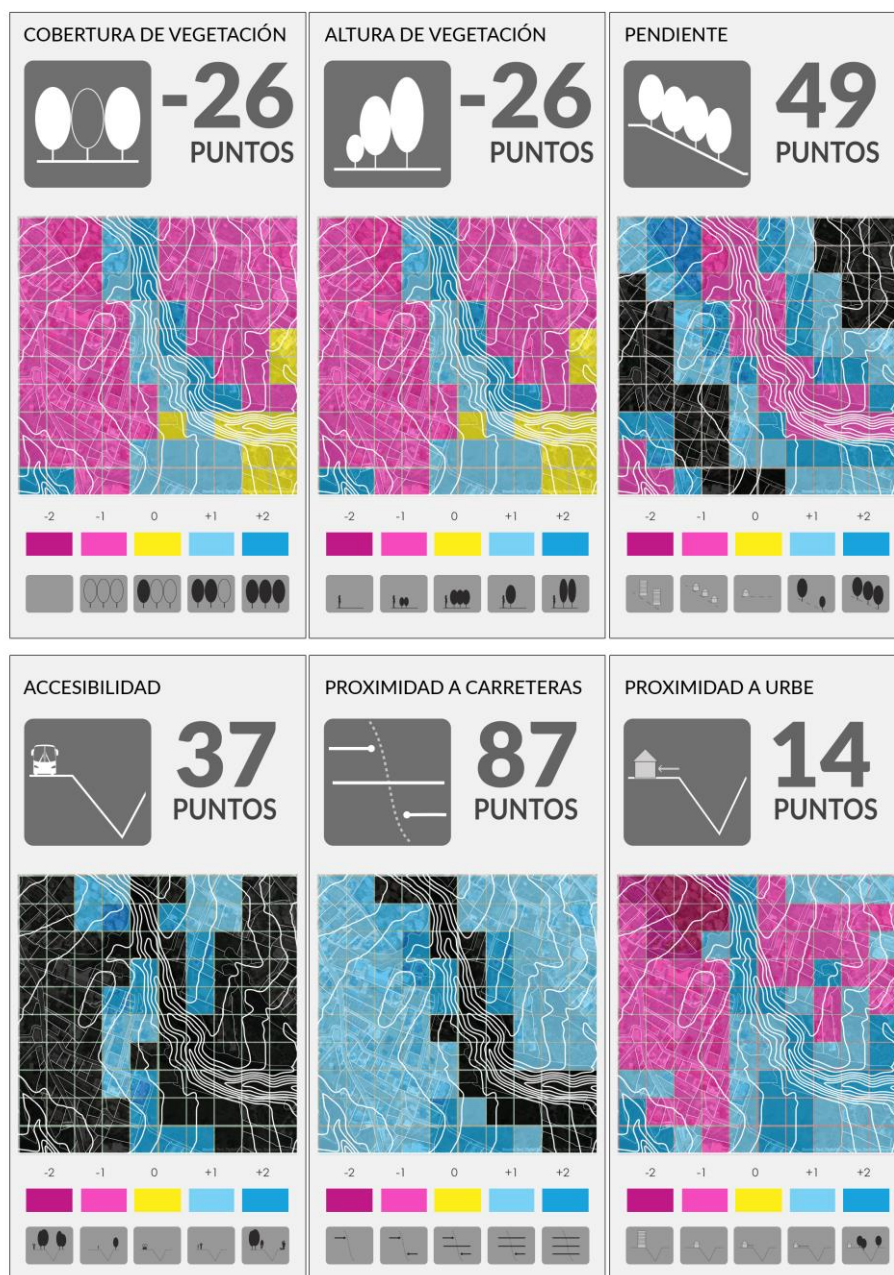 COBERTURA DE VEGETACIÓN
-26
PUNTOS
-2 -1 0 +1 +2
ALTURA DE VEGETACIÓN
-26
PUNTOS
-2 -1 0 +1 +2
PENDIENTE
49
PUNTOS
-2 -1 0 +1 +2
ACCESIBILIDAD
37
PUNTOS
-2 -1 0 +1 +2
PROXIMIDAD A CARRETERAS
87
PUNTOS
-2 -1 0 +1 +2
PROXIMIDAD A URBE
14
PUNTOS
-2 -1 0 +1 +2